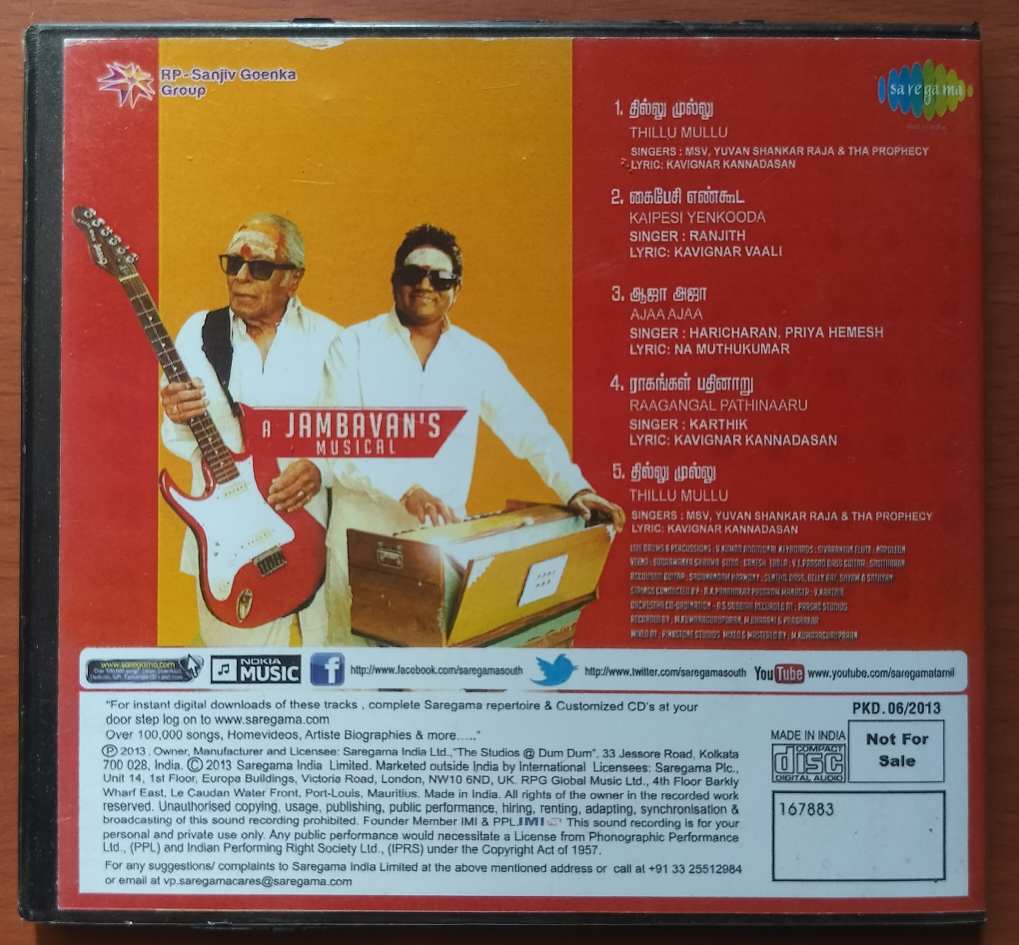 RP-Sanjiv Goenka
Group
saregama
1. தில்லு முல்லு
THILLU MULLU
SINGERS : MSV, YUVAN SHANKAR RAJA & THA PROPHECY
LYRIC: KAVIGNAR KANNADASAN
2. கைபேசி எண்கூட
KAIPESI YENKOODA
SINGER : RANJITH
LYRIC: KAVIGNAR VAALI
3. ஆஜா அஜா
AJAA AJAA
SINGER : HARICHARAN, PRIYA HEMESH
LYRIC: NA MUTHUKUMAR
4. ராகங்கள் பதினாறு
RAAGANGAL PATHINAARU
SINGER : KARTHIK
LYRIC: KAVIGNAR KANNADASAN
5. தில்லு முல்லு
THILLU MULLU
SINGERS : MSV, YUVAN SHANKAR RAJA & THA PROPHECY
LYRIC: KAVIGNAR KANNADASAN
A JAMBAVAN'S
MUSICAL
www.saregama.com
NOKIA
MUSIC
http://www.facebook.com/saregamasouth
http://www.twitter.com/saregamasouth
YouTube www.youtube.com/saregamatamil
"For instant digital downloads of these tracks , complete Saregama repertoire & Customized CD's at your
door step log on to www.saregama.com
Over 100,000 songs, Homevideos, Artiste Biographies & more....."
Ⓟ 2013 . Owner, Manufacturer and Licensee: Saregama India Ltd.,"The Studios @ Dum Dum", 33 Jessore Road, Kolkata
700 028, India. © 2013 Saregama India Limited. Marketed outside India by International Licensees: Saregama Plc.,
Unit 14, 1st Floor, Europa Buildings, Victoria Road, London, NW10 6ND, UK. RPG Global Music Ltd., 4th Floor Barkly
Wharf East, Le Caudan Water Front, Port-Louis, Mauritius. Made in India. All rights of the owner in the recorded work
reserved. Unauthorised copying, usage, publishing, public performance, hiring, renting, adapting, synchronisation &
broadcasting of this sound recording prohibited. Founder Member IMI & PPL.IMI This sound recording is for your
personal and private use only. Any public performance would necessitate a License from Phonographic Performance
Ltd., (PPL) and Indian Performing Right Society Ltd., (IPRS) under the Copyright Act of 1957.
For any suggestions/ complaints to Saregama India Limited at the above mentioned address or call at +91 33 25512984
or email at vp.saregamacares@saregama.com
PKD.06/2013
MADE IN INDIA
COMPACT
disc
DIGITAL AUDIO
Not For
Sale
167883